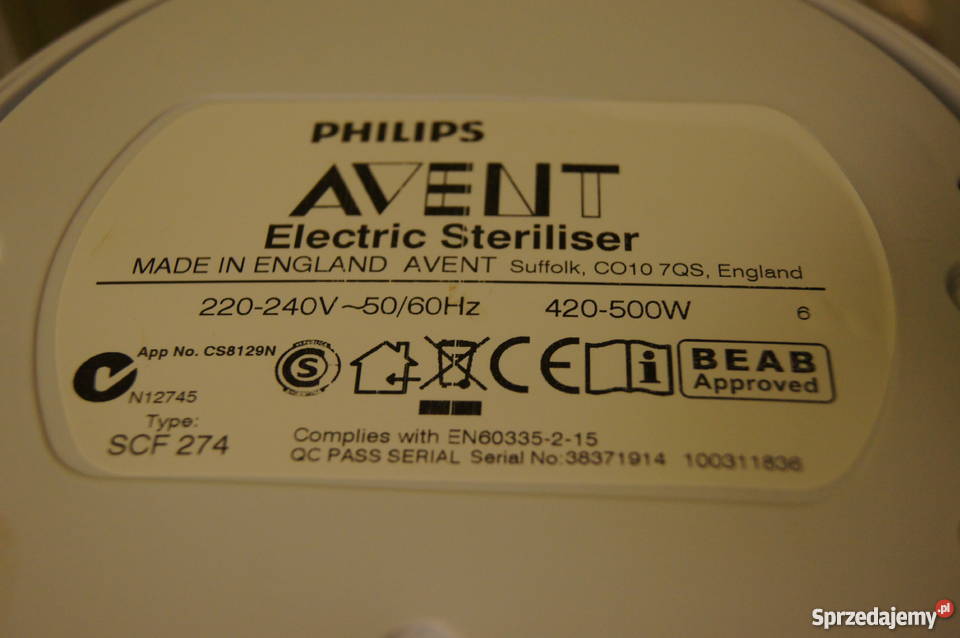 PHILIPS
AVENT
Electric Steriliser
MADE IN ENGLAND AVENT Suffolk, CO10 7QS, England
220-240V~50/60Hz 420-500W 6
App No. CS8129N
N12745
S
CE
i
BEAB
Approved
Type:
SCF 274
Complies with EN60335-2-15
QC PASS SERIAL Serial No:38371914 100311836
Sprzedajemy.pl